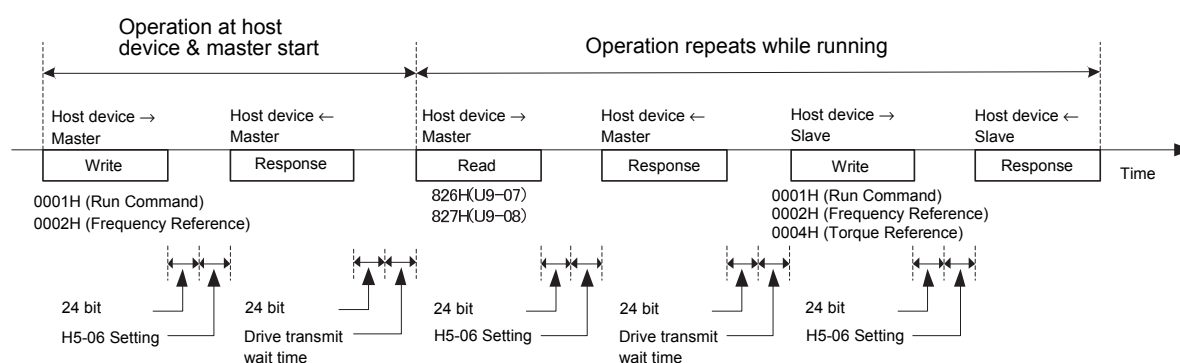 Operation at host
device & master start
Operation repeats while running
Host device →
Master
Host device ←
Master
Host device →
Master
Host device ←
Master
Host device →
Slave
Host device ←
Slave
Write
Response
Read
Response
Write
Response
Time
0001H (Run Command)
0002H (Frequency Reference)
826H(U9−07)
827H(U9−08)
0001H (Run Command)
0002H (Frequency Reference)
0004H (Torque Reference)
24 bit
H5-06 Setting
24 bit
Drive transmit
wait time
24 bit
H5-06 Setting
24 bit
Drive transmit
wait time
24 bit
H5-06 Setting